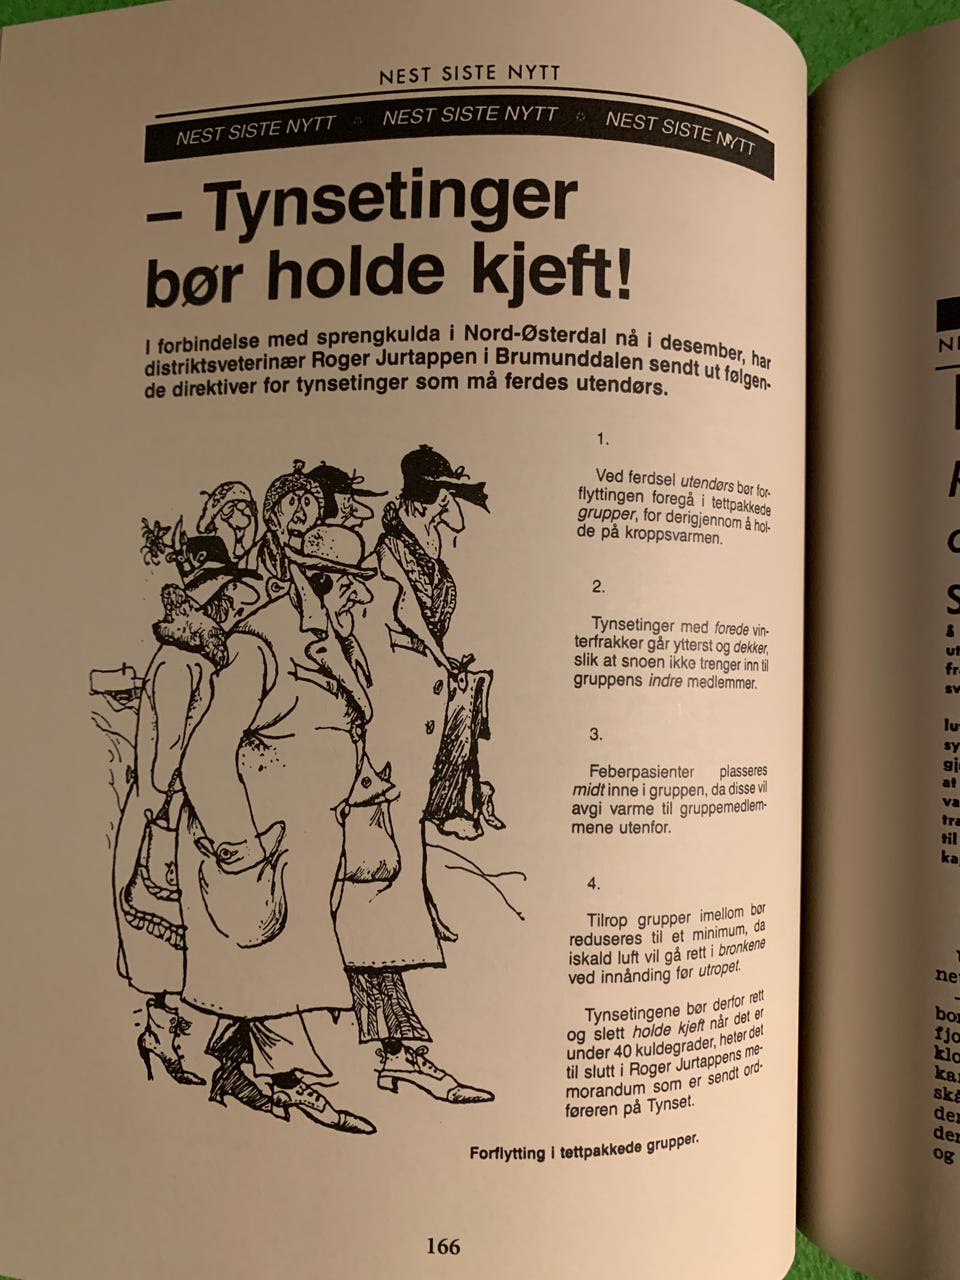 NEST SISTE NYTT
NEST SISTE NYTT NEST SISTE NYTT NEST SISTE NYTT
– Tynsetinger
bør holde kjeft!
I forbindelse med sprengkulda i Nord-Østerdal nå i desember, har
distriktsveterinær Roger Jurtappen i Brumunddalen sendt ut følgen-
de direktiver for tynsetinger som må ferdes utendørs.
1.
Ved ferdsel utendørs bør for-
flyttingen foregå i tettpakkede
grupper, for derigjennom å hol-
de på kroppsvarmen.
2.
Tynsetinger med forede vin-
terfrakker går ytterst og dekker,
slik at snoen ikke trenger inn til
gruppens indre medlemmer.
3.
Feberpasienter plasseres
midt inne i gruppen, da disse vil
avgi varme til gruppemedlem-
mene utenfor.
4.
Tilrop grupper imellom bør
reduseres til et minimum, da
iskald luft vil gå rett i bronkene
ved innånding før utropet.
Tynsetingene bør derfor rett
og slett holde kjeft når det er
under 40 kuldegrader, heter det
til slutt i Roger Jurtappens me-
morandum som er sendt ord-
føreren på Tynset.
Forflytting i tettpakkede grupper.
166